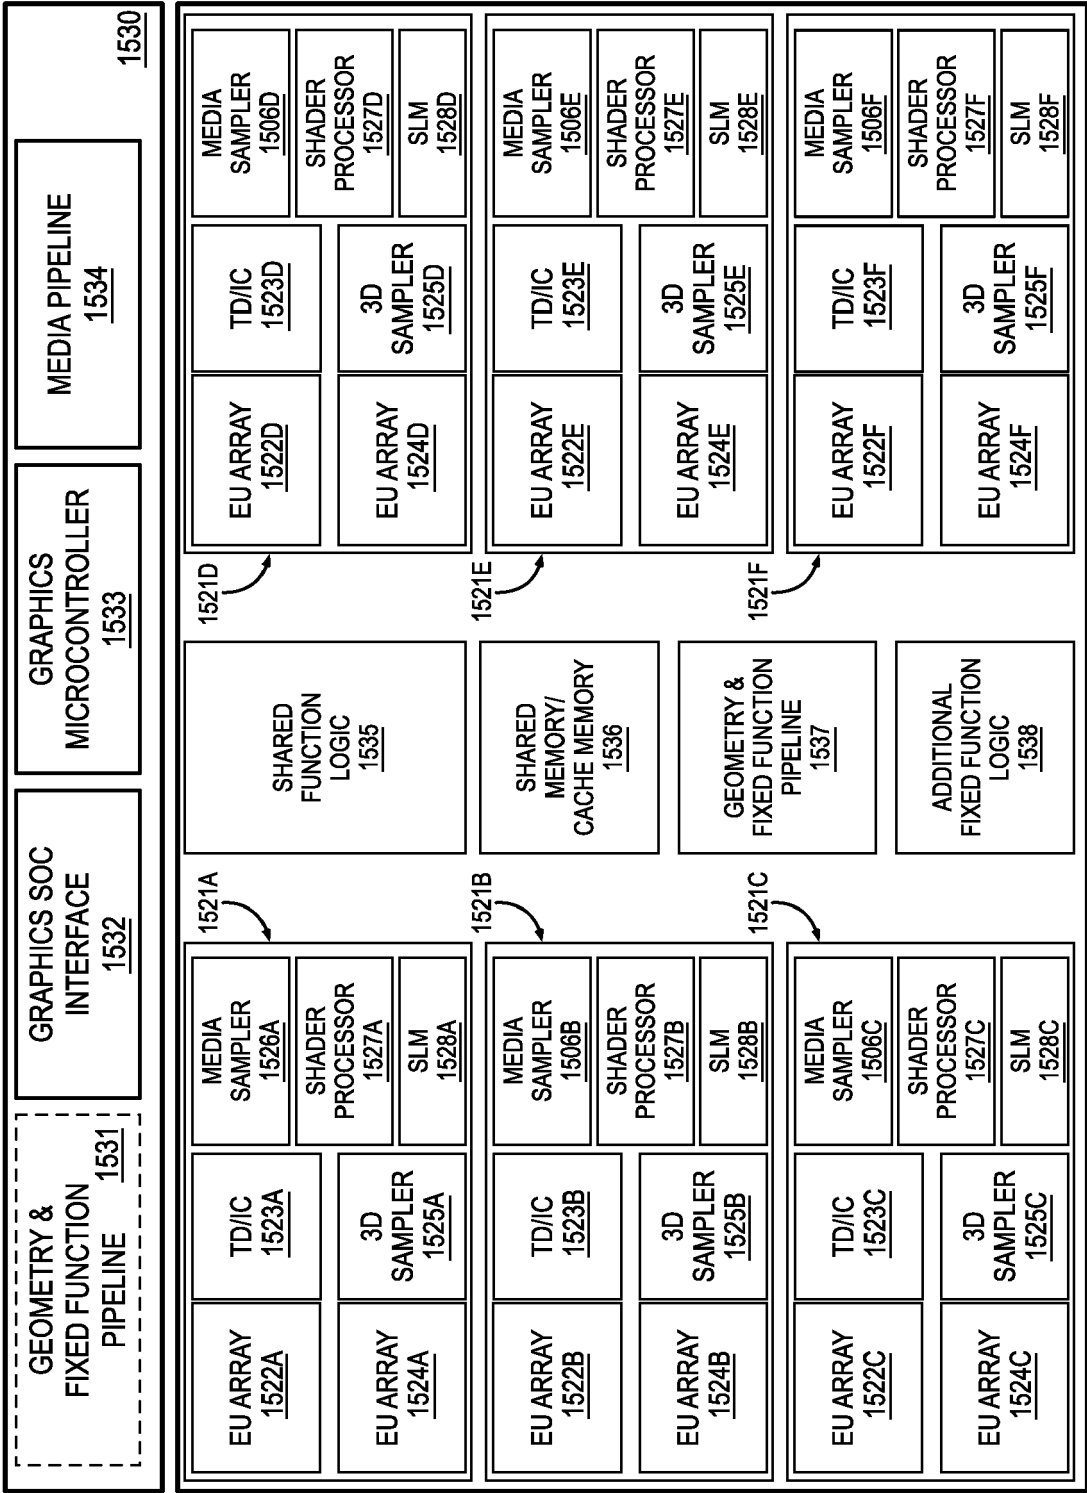 GEOMETRY &
FIXED FUNCTION
PIPELINE
1531
GRAPHICS SOC
INTERFACE
1532
GRAPHICS
MICROCONTROLLER
1533
MEDIA PIPELINE
1534
1530
EU ARRAY
1522A
TD/IC
1523A
MEDIA
SAMPLER
1526A
SHADER
PROCESSOR
1527A
EU ARRAY
1524A
3D
SAMPLER
1525A
SLM
1528A
1521A
SHARED
FUNCTION
LOGIC
1535
1521D
EU ARRAY
1522D
TD/IC
1523D
MEDIA
SAMPLER
1506D
SHADER
PROCESSOR
1527D
EU ARRAY
1524D
3D
SAMPLER
1525D
SLM
1528D
EU ARRAY
1522B
TD/IC
1523B
MEDIA
SAMPLER
1506B
SHADER
PROCESSOR
1527B
EU ARRAY
1524B
3D
SAMPLER
1525B
SLM
1528B
1521B
SHARED
MEMORY/
CACHE MEMORY
1536
1521E
EU ARRAY
1522E
TD/IC
1523E
MEDIA
SAMPLER
1506E
SHADER
PROCESSOR
1527E
EU ARRAY
1524E
3D
SAMPLER
1525E
SLM
1528E
GEOMETRY &
FIXED FUNCTION
PIPELINE
1537
EU ARRAY
1522C
TD/IC
1523C
MEDIA
SAMPLER
1506C
SHADER
PROCESSOR
1527C
EU ARRAY
1524C
3D
SAMPLER
1525C
SLM
1528C
1521C
ADDITIONAL
FIXED FUNCTION
LOGIC
1538
1521F
EU ARRAY
1522F
TD/IC
1523F
MEDIA
SAMPLER
1506F
SHADER
PROCESSOR
1527F
EU ARRAY
1524F
3D
SAMPLER
1525F
SLM
1528F